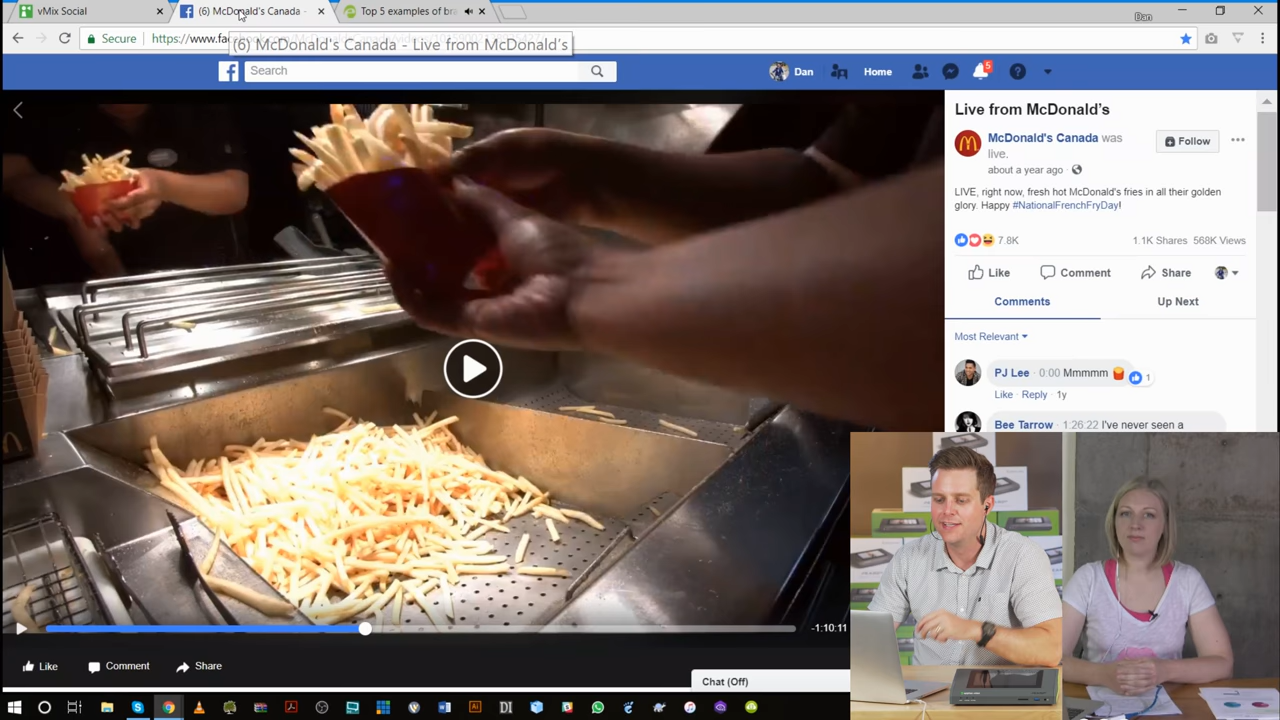 vMix Social
(6) McDonald's Canada -
Top 5 examples of bra
Dan
Secure
https://www.fa
(6) McDonald's Canada - Live from McDonald's
Search
Dan
Home
5
Live from McDonald's
McDonald's Canada was
live.
about a year ago
Follow
LIVE, right now, fresh hot McDonald's fries in all their golden
glory. Happy #NationalFrenchFryDay!
7.8K
1.1K Shares 568K Views
Like
Comment
Share
Comments
Up Next
Most Relevant
PJ Lee · 0:00 Mmmmm
1
Like · Reply · 1y
Bee Tarrow · 1:26:22 I've never seen a
-1:10:11
Like
Comment
Share
Chat (Off)